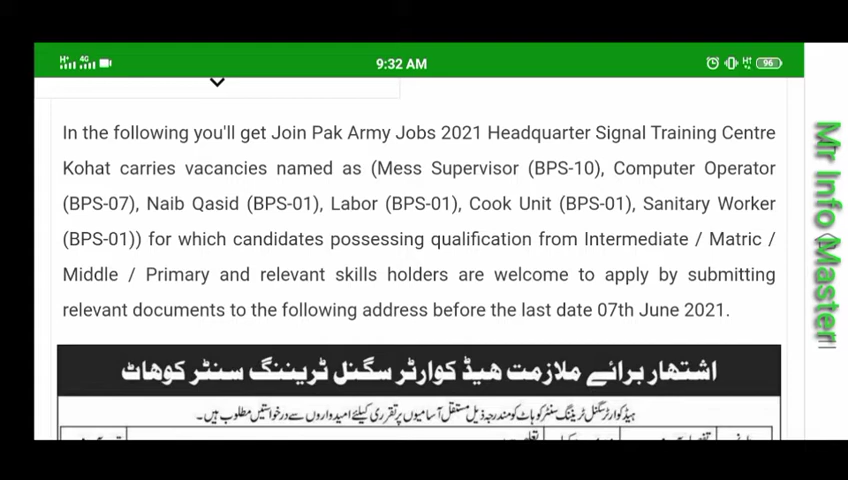 H+ 4G 9:32 AM H↑ 96
In the following you'll get Join Pak Army Jobs 2021 Headquarter Signal Training Centre
Kohat carries vacancies named as (Mess Supervisor (BPS-10), Computer Operator
(BPS-07), Naib Qasid (BPS-01), Labor (BPS-01), Cook Unit (BPS-01), Sanitary Worker
(BPS-01)) for which candidates possessing qualification from Intermediate / Matric /
Middle / Primary and relevant skills holders are welcome to apply by submitting
relevant documents to the following address before the last date 07th June 2021.
اشتہار برائے ملازمت ہیڈ کوارٹر سگنل ٹریننگ سنٹر کوہاٹ
ہیڈ کوارٹر سگنل ٹریننگ سنٹر کوہاٹ کو مندرجہ ذیل مستقل آسامیوں پر تقرری کیلئے امیدواروں سے درخواستیں مطلوب ہیں۔
Mr Info Master